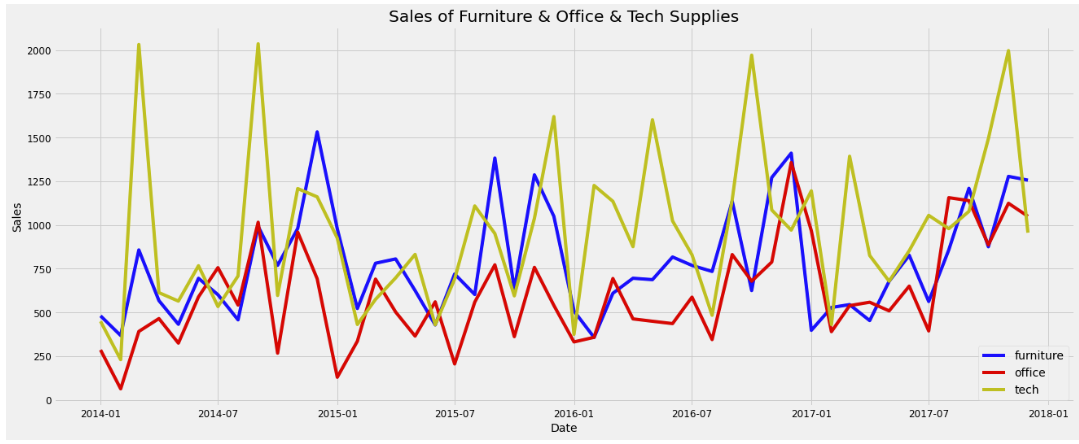 Sales of Furniture & Office & Tech Supplies
2000
1750
1500
1250
1000
750
500
250
0
Sales
2014-01 2014-07 2015-01 2015-07 2016-01 2016-07 2017-01 2017-07 2018-01
Date
furniture
office
tech